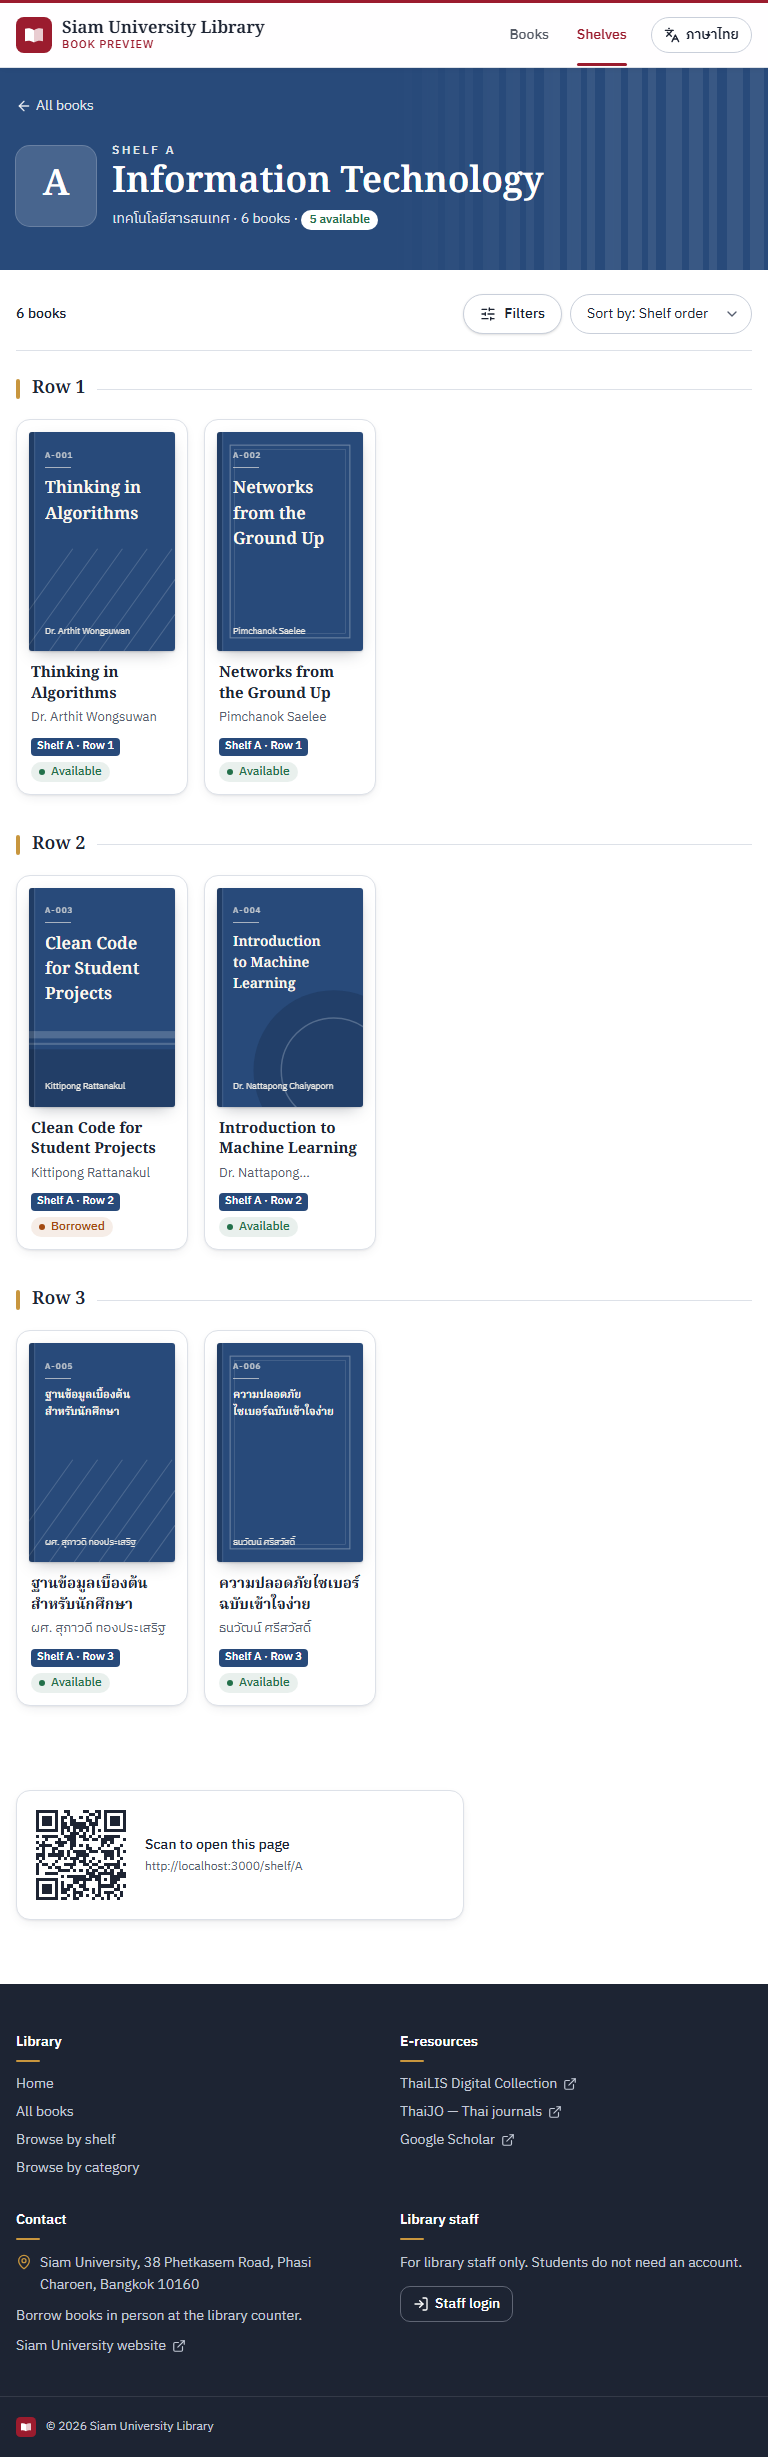 Siam University Library
BOOK PREVIEW
Books
Shelves
ภาษาไทย
All books
A
SHELF A
Information Technology
เทคโนโลยีสารสนเทศ · 6 books · 5 available
6 books
Filters
Sort by: Shelf order
Row 1
A-001
Thinking in
Algorithms
Dr. Arthit Wongsuwan
Thinking in
Algorithms
Dr. Arthit Wongsuwan
Shelf A · Row 1
Available
A-002
Networks
from the
Ground Up
Pimchanok Saelee
Networks from
the Ground Up
Pimchanok Saelee
Shelf A · Row 1
Available
Row 2
A-003
Clean Code
for Student
Projects
Kittipong Rattanakul
Clean Code for
Student Projects
Kittipong Rattanakul
Shelf A · Row 2
Borrowed
A-004
Introduction
to Machine
Learning
Dr. Nattapong Chaiyaporn
Introduction to
Machine Learning
Dr. Nattapong...
Shelf A · Row 2
Available
Row 3
A-005
ฐานข้อมูลเบื้องต้น
สำหรับนักศึกษา
ผศ. สุภาวดี ทองประเสริฐ
ฐานข้อมูลเบื้องต้น
สำหรับนักศึกษา
ผศ. สุภาวดี ทองประเสริฐ
Shelf A · Row 3
Available
A-006
ความปลอดภัย
ไซเบอร์ฉบับเข้าใจง่าย
ธนวัฒน์ ศรีสวัสดิ์
ความปลอดภัยไซเบอร์
ฉบับเข้าใจง่าย
ธนวัฒน์ ศรีสวัสดิ์
Shelf A · Row 3
Available
Scan to open this page
http://localhost:3000/shelf/A
Library
Home
All books
Browse by shelf
Browse by category
E-resources
ThaiLIS Digital Collection
ThaiJO — Thai journals
Google Scholar
Contact
Siam University, 38 Phetkasem Road, Phasi
Charoen, Bangkok 10160
Borrow books in person at the library counter.
Siam University website
Library staff
For library staff only. Students do not need an account.
Staff login
© 2026 Siam University Library